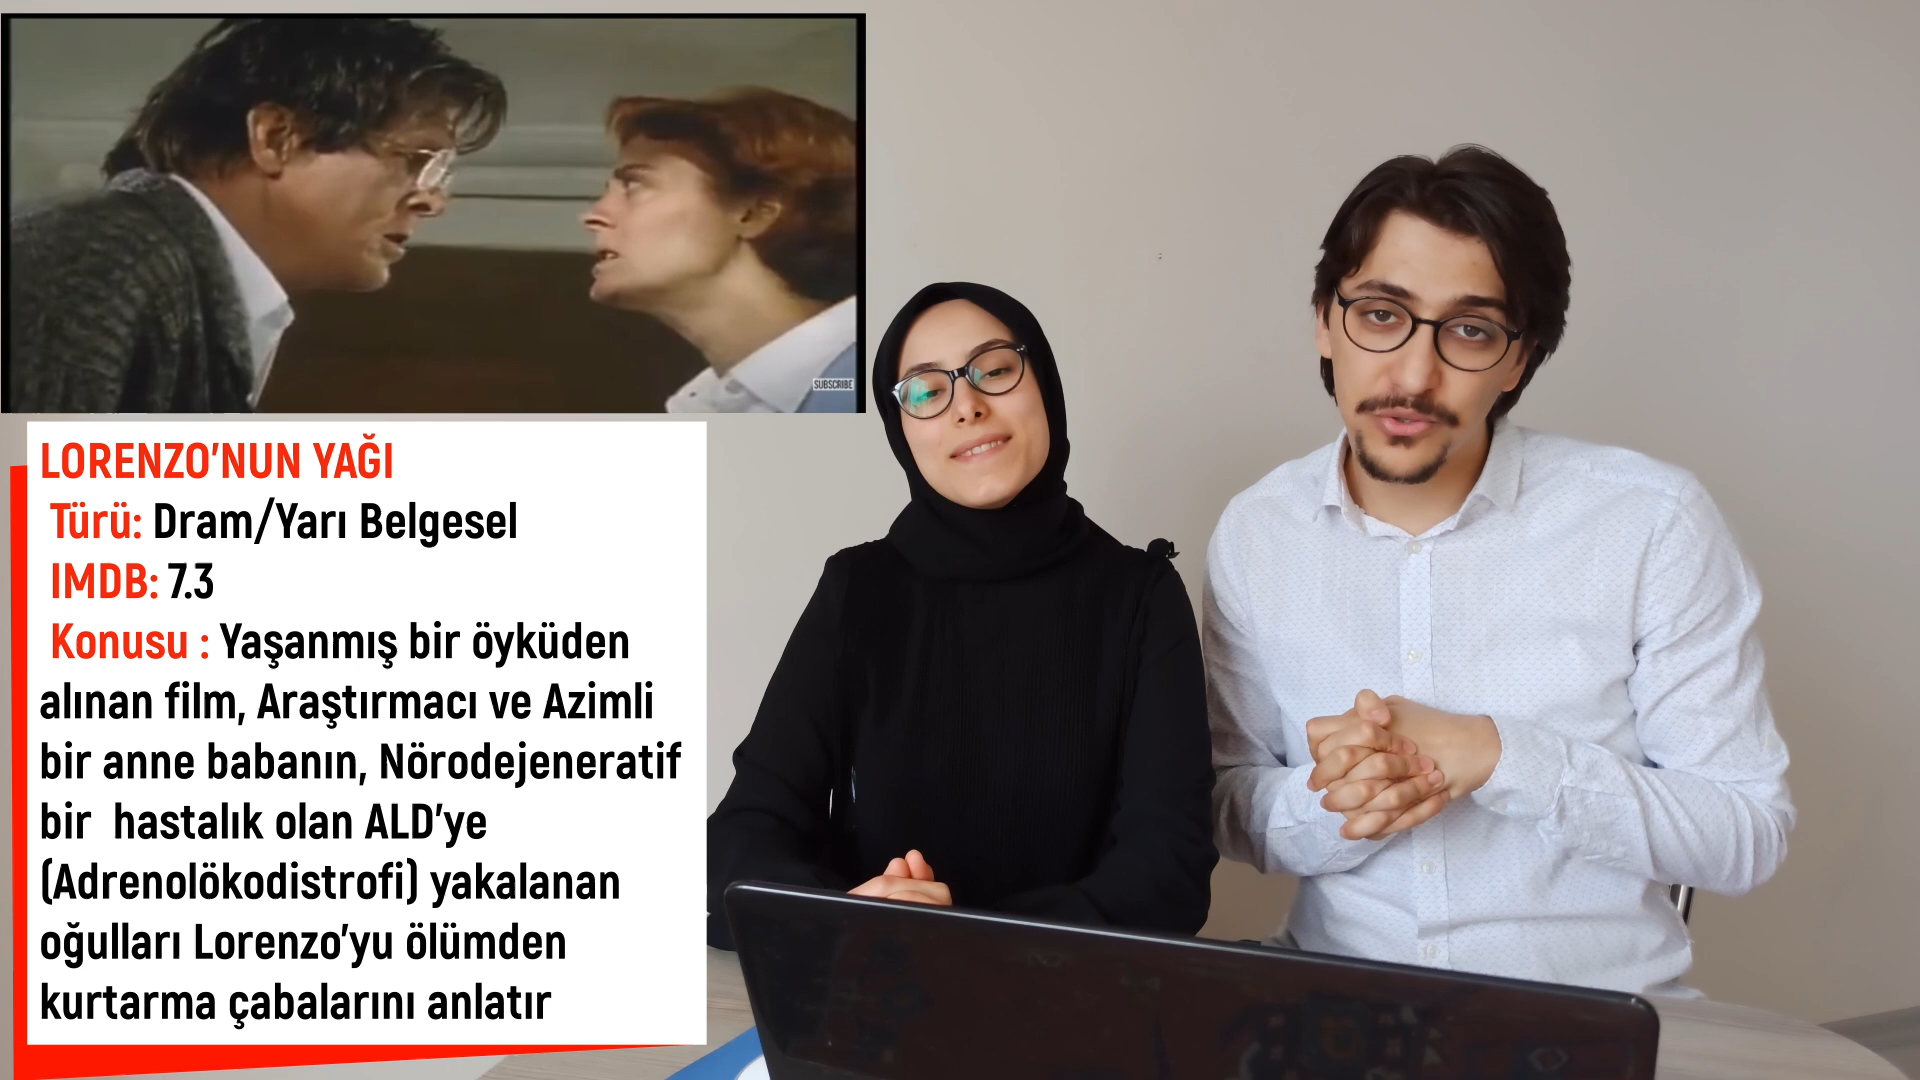 SUBSCRIBE
LORENZO'NUN YAĞI
Türü: Dram/Yarı Belgesel
IMDB: 7.3
Konusu : Yaşanmış bir öyküden
alınan film, Araştırmacı ve Azimli
bir anne babanın, Nörodejeneratif
bir hastalık olan ALD'ye
(Adrenolökodistrofi) yakalanan
oğulları Lorenzo'yu ölümden
kurtarma çabalarını anlatır